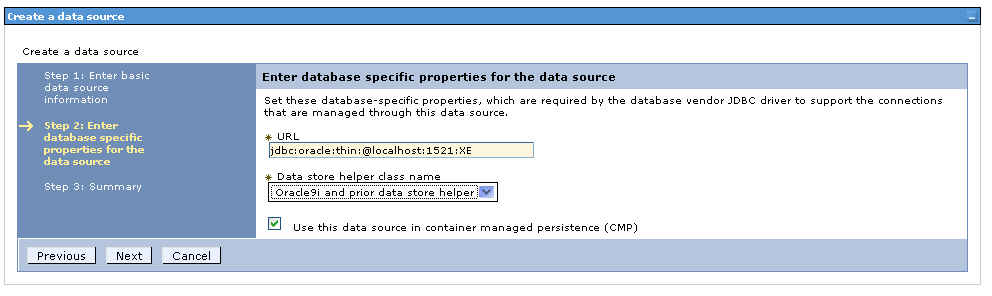 Create a data source
Create a data source
Step 1: Enter basic
data source
information
Step 2: Enter
database specific
properties for the
data source
Step 3: Summary
Enter database specific properties for the data source
Set these database-specific properties, which are required by the database vendor JDBC driver to support the connections
that are managed through this data source.
* URL
jdbc:oracle:thin:@localhost:1521:XE
* Data store helper class name
Oracle9i and prior data store helper
Use this data source in container managed persistence (CMP)
Previous Next Cancel